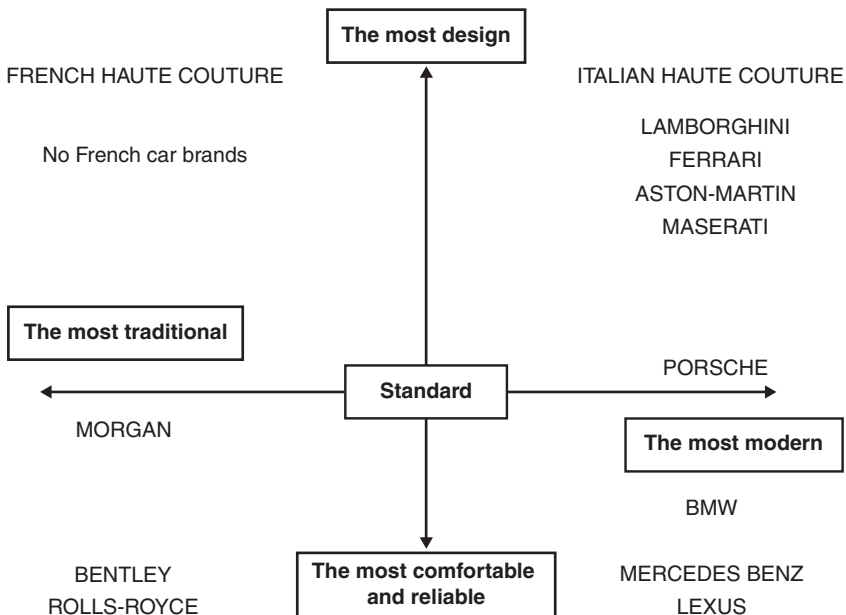 The most design
FRENCH HAUTE COUTURE
ITALIAN HAUTE COUTURE
No French car brands
LAMBORGHINI
FERRARI
ASTON-MARTIN
MASERATI
The most traditional
Standard
PORSCHE
MORGAN
The most modern
BMW
BENTLEY
ROLLS-ROYCE
The most comfortable
and reliable
MERCEDES BENZ
LEXUS